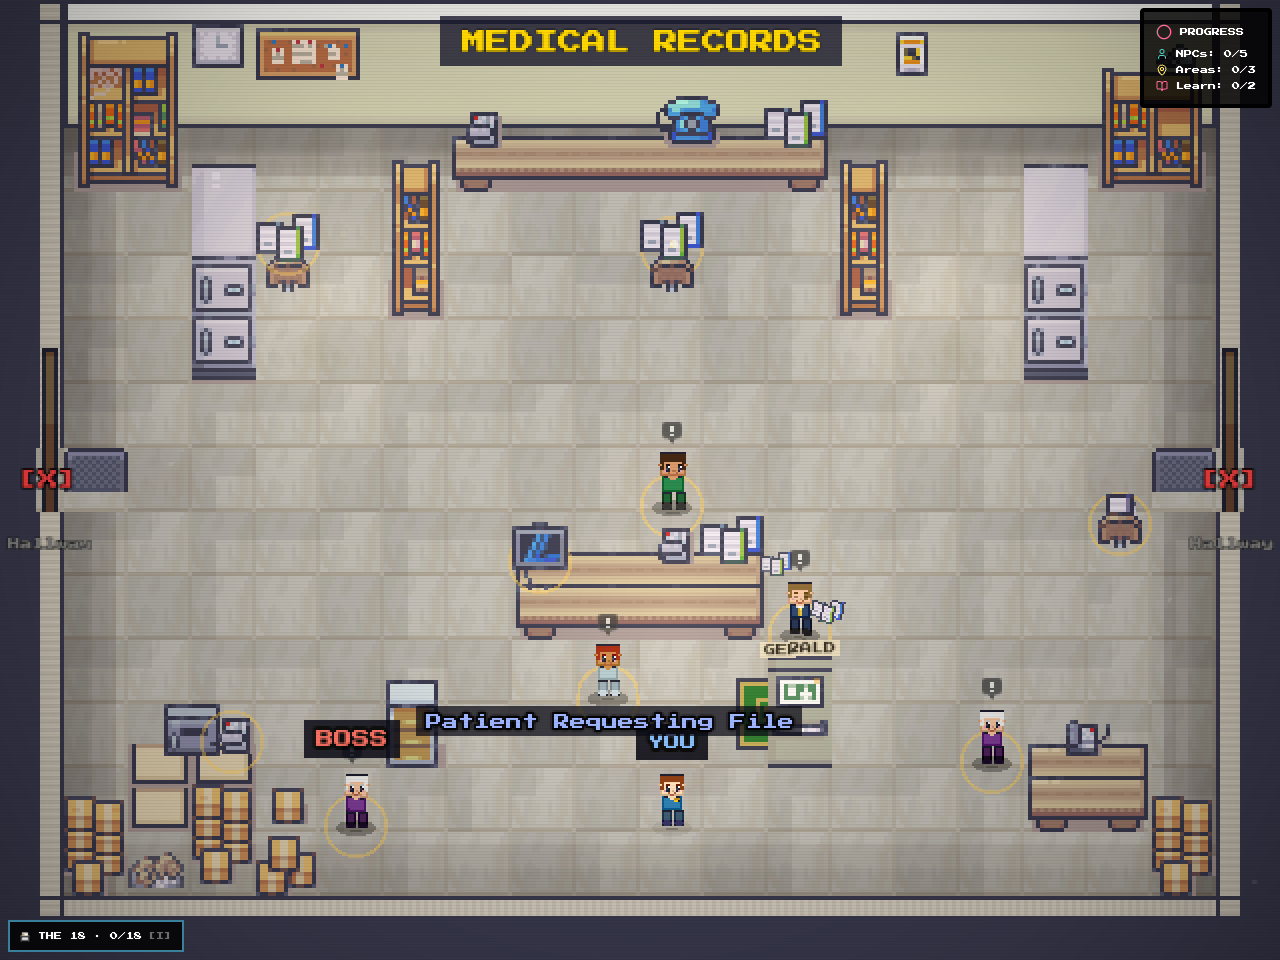 MEDICAL RECORDS
PROGRESS
NPCs: 0/5
Areas: 0/3
Learn: 0/2
!
[X]
[X]
Hallway
Hallway
!
!
GERALD
!
Patient Requesting File
BOSS
YOU
THE 18 · 0/18 [I]